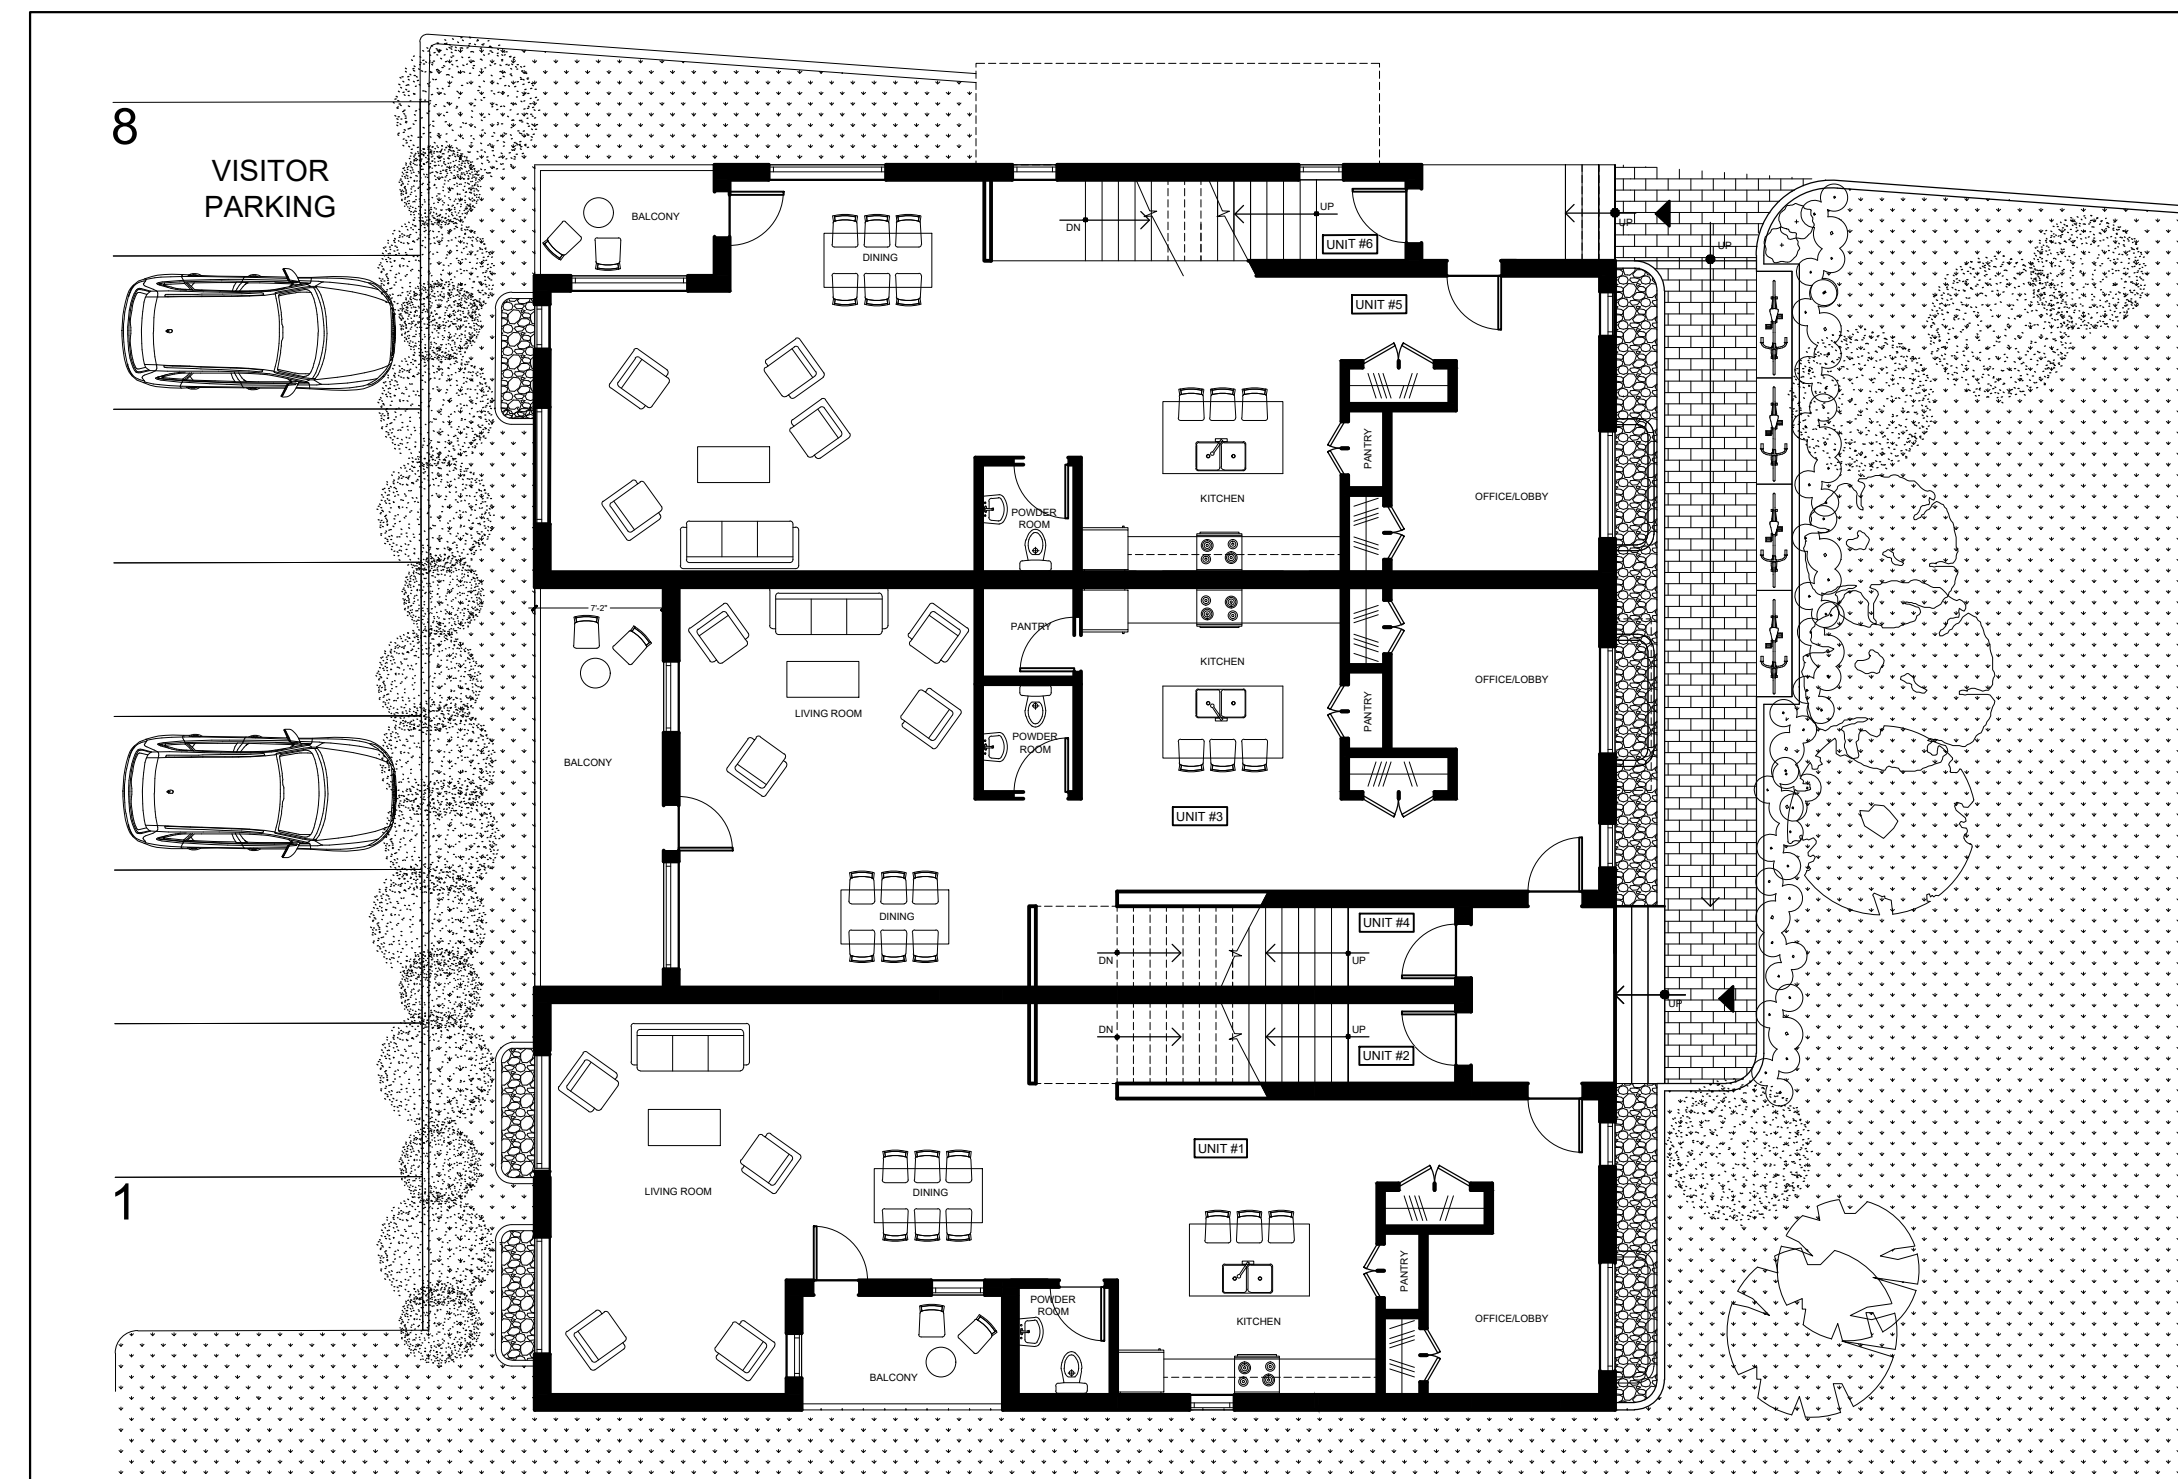 8
VISITOR
PARKING
BALCONY
DINING
DN
UP
UNIT #6
UP
UP
UNIT #5
PANTRY
KITCHEN
OFFICE/LOBBY
POWDER
ROOM
7'-2"
PANTRY
KITCHEN
OFFICE/LOBBY
LIVING ROOM
PANTRY
POWDER
ROOM
BALCONY
UNIT #3
DINING
UNIT #4
DN
UP
UP
DN
UP
UNIT #2
UNIT #1
1
LIVING ROOM
DINING
PANTRY
POWDER
ROOM
KITCHEN
OFFICE/LOBBY
BALCONY